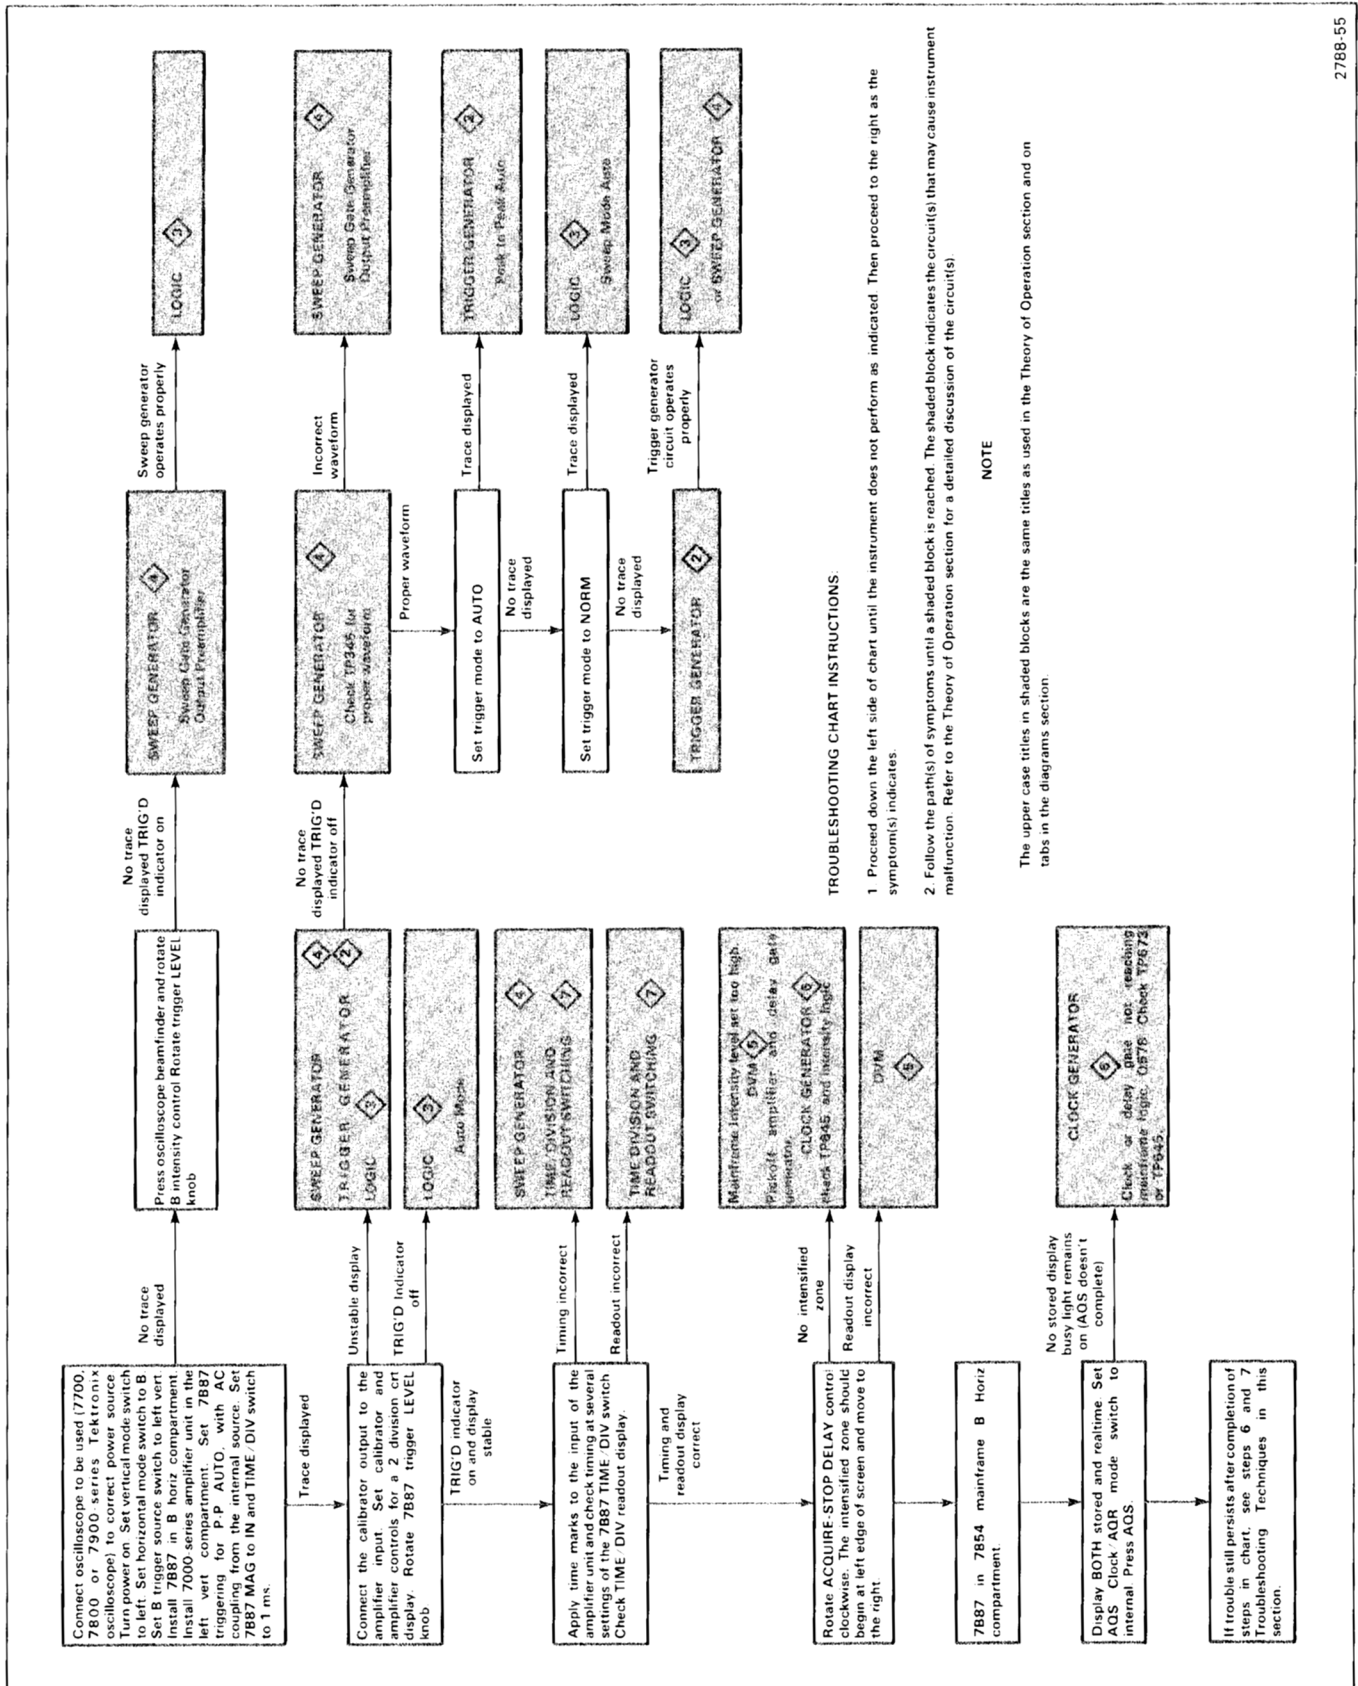 Connect oscilloscope to be used (7700,
7800 or 7900-series Tektronix
oscilloscope) to correct power source
Turn power on. Set vertical mode switch
to left. Set horizontal mode switch to B.
Set B trigger source switch to left vert.
Install 7B87 in B horiz compartment.
Install 7000-series amplifier unit in the
left vert compartment. Set 7B87
triggering for P.P AUTO, with AC
coupling from the internal source. Set
7B87 MAG to IN and TIME/DIV switch
to 1 ms.
No trace
displayed
Press oscilloscope beamfinder and rotate
B intensity control Rotate trigger LEVEL
knob
No trace
displayed TRIG'D
indicator on
SWEEP GENERATOR 4
Sweep Gate Generator
Output Preamplifier
Sweep generator
operates properly
LOGIC 3
Trace displayed
Connect the calibrator output to the
amplifier input. Set calibrator and
amplifier controls for a 2 division crt
display. Rotate 7B87 trigger LEVEL
knob
Unstable display
SWEEP GENERATOR 4
TRIGGER GENERATOR 2
LOGIC 3
No trace
displayed TRIG'D
indicator off
SWEEP GENERATOR 4
Check TP345 for
proper waveform
Incorrect
waveform
SWEEP GENERATOR 4
Sweep Gate Generator
Output Preamplifier
TRIG'D Indicator
off
LOGIC 3
Auto Mode
Proper waveform
Set trigger mode to AUTO
Trace displayed
TRIGGER GENERATOR 2
Peak to Peak Auto
No trace
displayed
Set trigger mode to NORM
Trace displayed
LOGIC 3
Sweep Mode Auto
No trace
displayed
TRIGGER GENERATOR 2
Trigger generator
circuit operates
properly
LOGIC 3
or SWEEP GENERATOR 4
TRIG'D indicator
on and display
stable
Apply time marks to the input of the
amplifier unit and check timing at several
settings of the 7B87 TIME/DIV switch
Check TIME/DIV readout display.
Timing incorrect
SWEEP GENERATOR 4
TIME/DIVISION AND 7
READOUT SWITCHING
Readout incorrect
TIME DIVISION AND 7
READOUT SWITCHING
Timing and
readout display
correct
Rotate ACQUIRE-STOP DELAY control
clockwise. The intensified zone should
begin at left edge of screen and move to
the right.
No intensified
zone
Mainframe Intensity level set too high
DVM 5
Pickoff amplifier and delay gate
generator.
CLOCK GENERATOR 6
check TP645 and intensity logic
Readout display
incorrect
DVM
5
7B87 in 7854 mainframe B Horiz
compartment.
Display BOTH stored and realtime. Set
AQS Clock/AQR mode switch to
internal. Press AQS.
No stored display
busy light remains
on (AQS doesn't
complete)
CLOCK GENERATOR
6
Clock or delay gate not reaching
mainframe logic. Q576 Check TP673
or TP645.
If trouble still persists after completion of
steps in chart, see steps 6 and 7
Troubleshooting Techniques in this
section.
TROUBLESHOOTING CHART INSTRUCTIONS:
1 Proceed down the left side of chart until the instrument does not perform as indicated. Then proceed to the right as the
symptom(s) indicates.
2. Follow the path(s) of symptoms until a shaded block is reached. The shaded block indicates the circuit(s) that may cause instrument
malfunction. Refer to the Theory of Operation section for a detailed discussion of the circuit(s).
NOTE
The upper case titles in shaded blocks are the same titles as used in the Theory of Operation section and on
tabs in the diagrams section.
2788-55